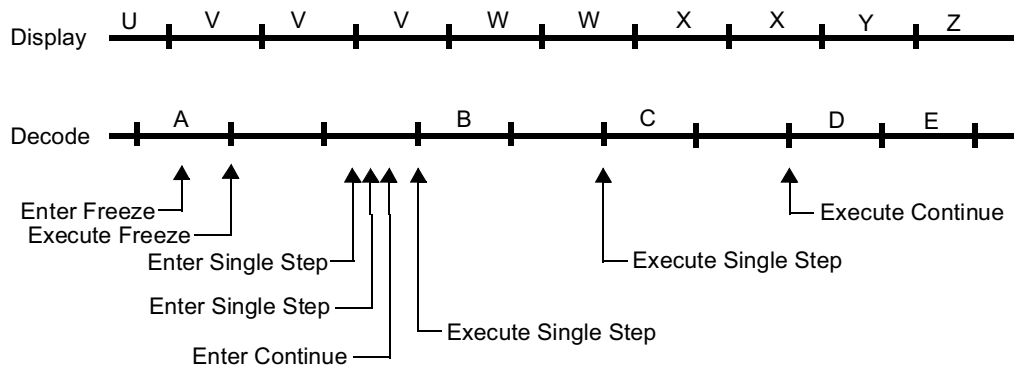 Display U V V V W W X X Y Z
Decode A B C D E
Enter Freeze
Execute Continue
Execute Freeze
Enter Single Step
Execute Single Step
Enter Single Step
Execute Single Step
Enter Continue